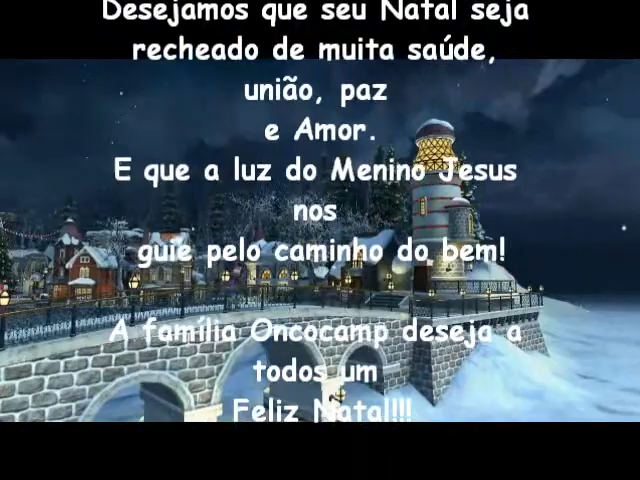 Desejamos que seu Natal seja
recheado de muita saúde,
união, paz
e Amor.
E que a luz do Menino Jesus
nos
guie pelo caminho do bem!
A família Oncocamp deseja a
todos um
Feliz Natal!!!